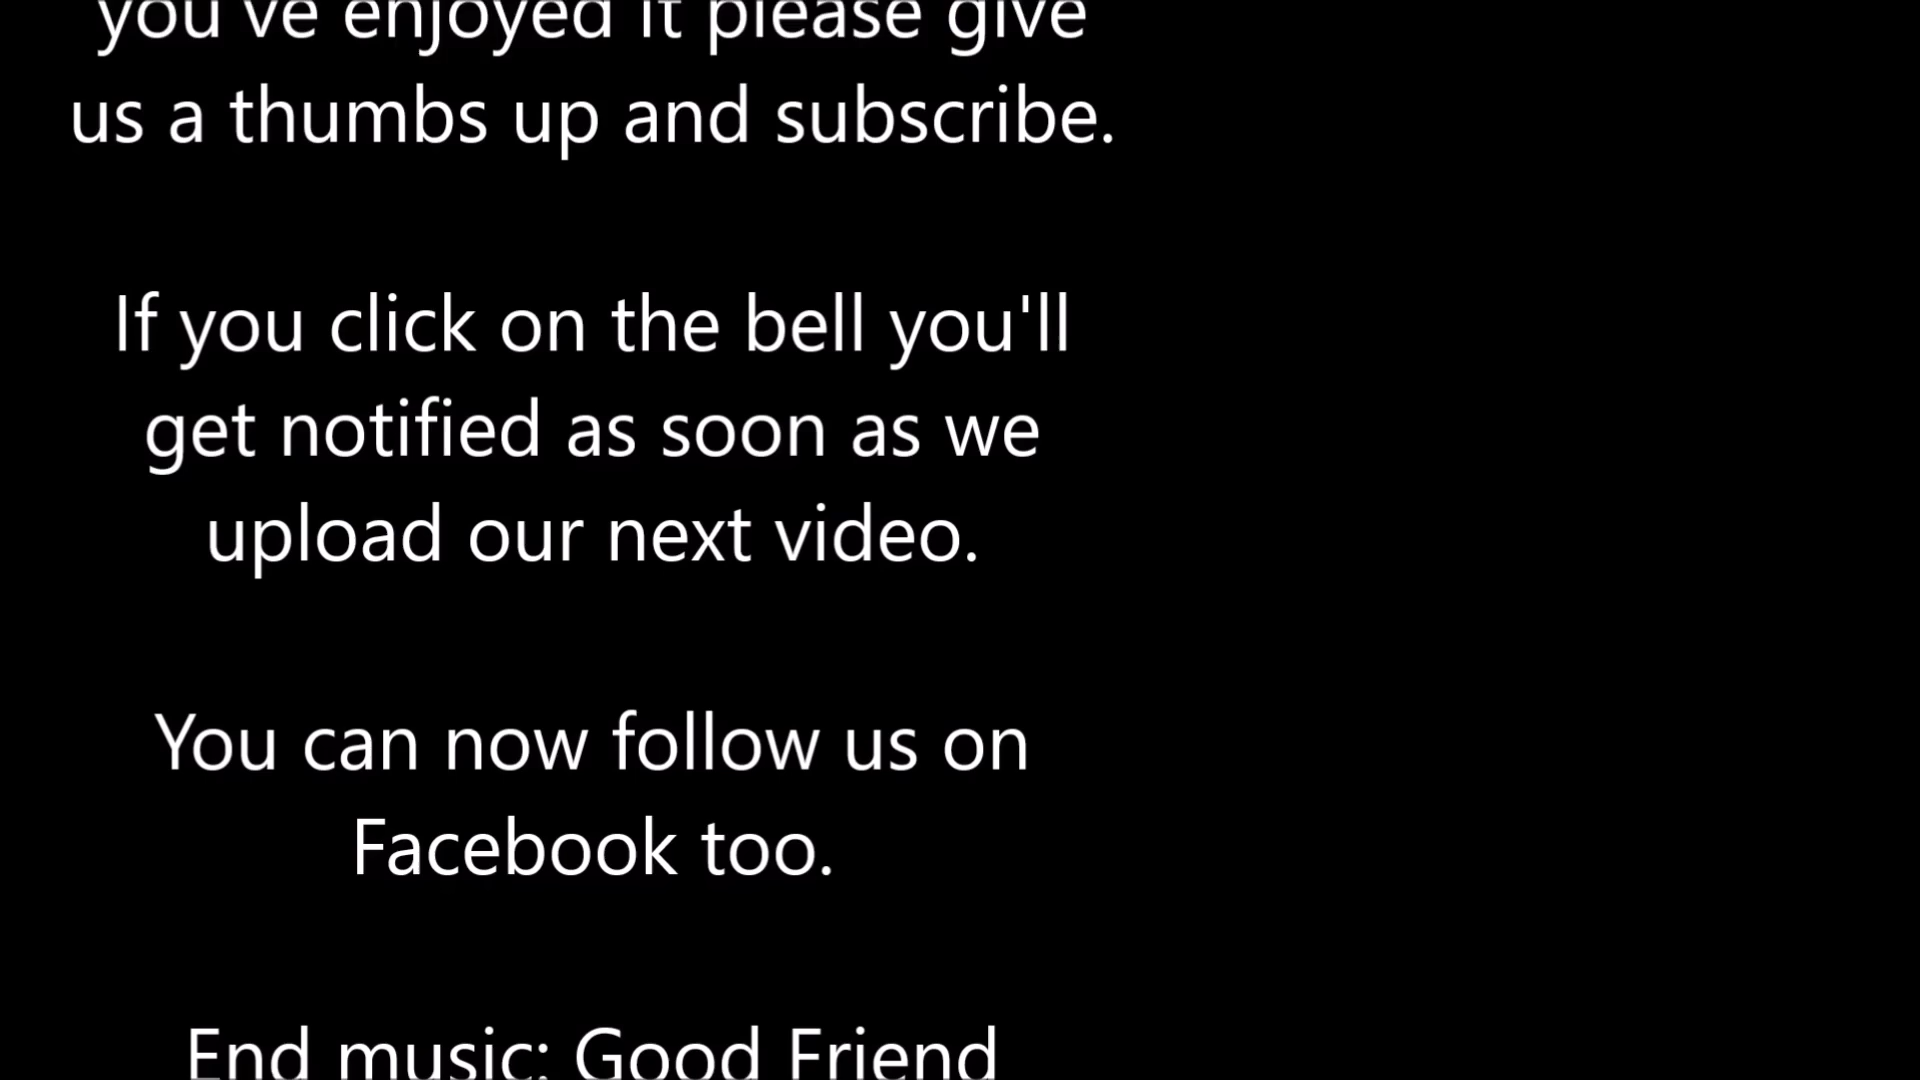 you've enjoyed it please give
us a thumbs up and subscribe.
If you click on the bell you'll
get notified as soon as we
upload our next video.
You can now follow us on
Facebook too.
End music: Good Friend